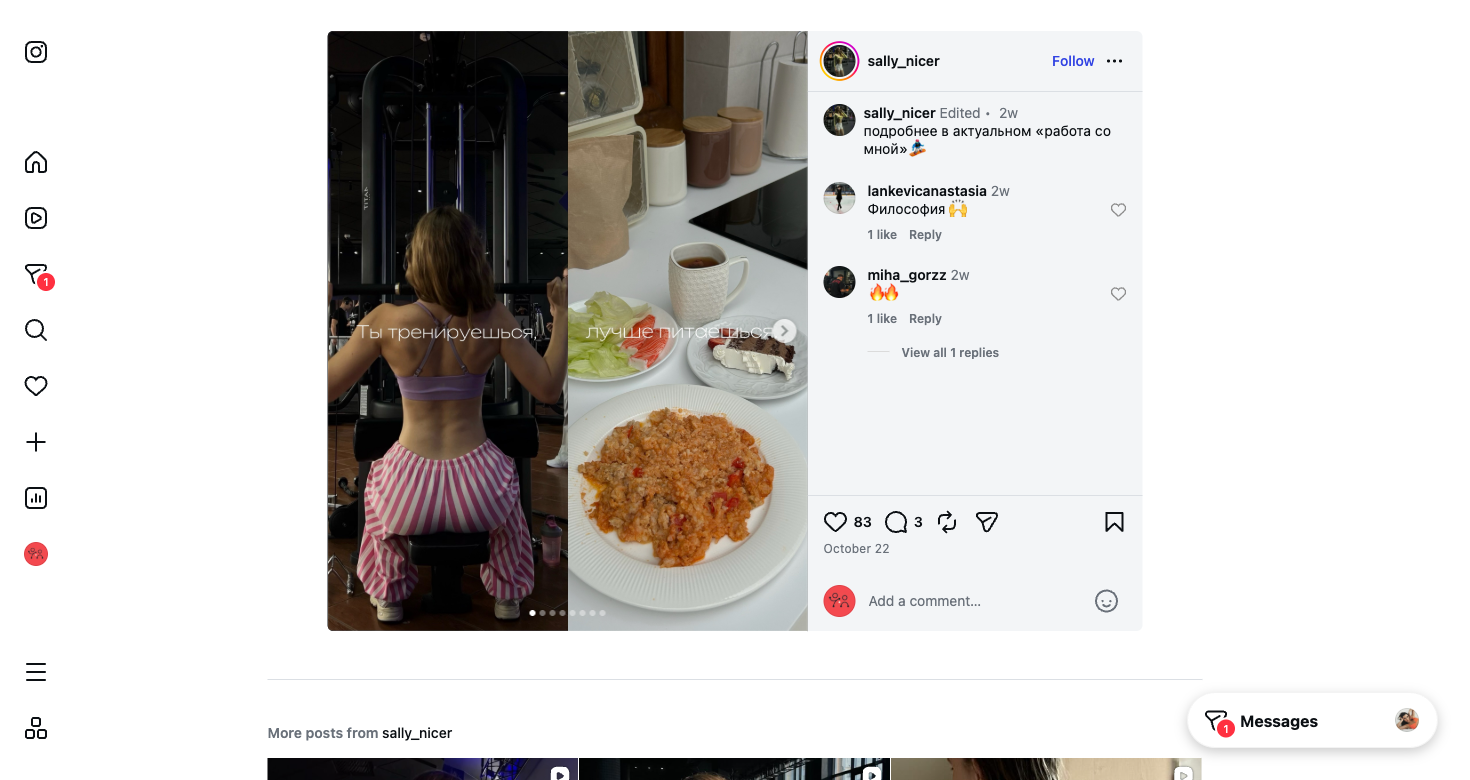 sally_nicer
Follow
sally_nicer Edited • 2w
подробнее в актуальном «работа со
мной»🏂
lankevicanastasia 2w
Философия 🙌
1 like Reply
miha_gorzz 2w
🔥🔥
1 like Reply
View all 1 replies
Ты тренируешься,
лучше питаешься
83 3
October 22
Add a comment...
1
More posts from sally_nicer
1 Messages